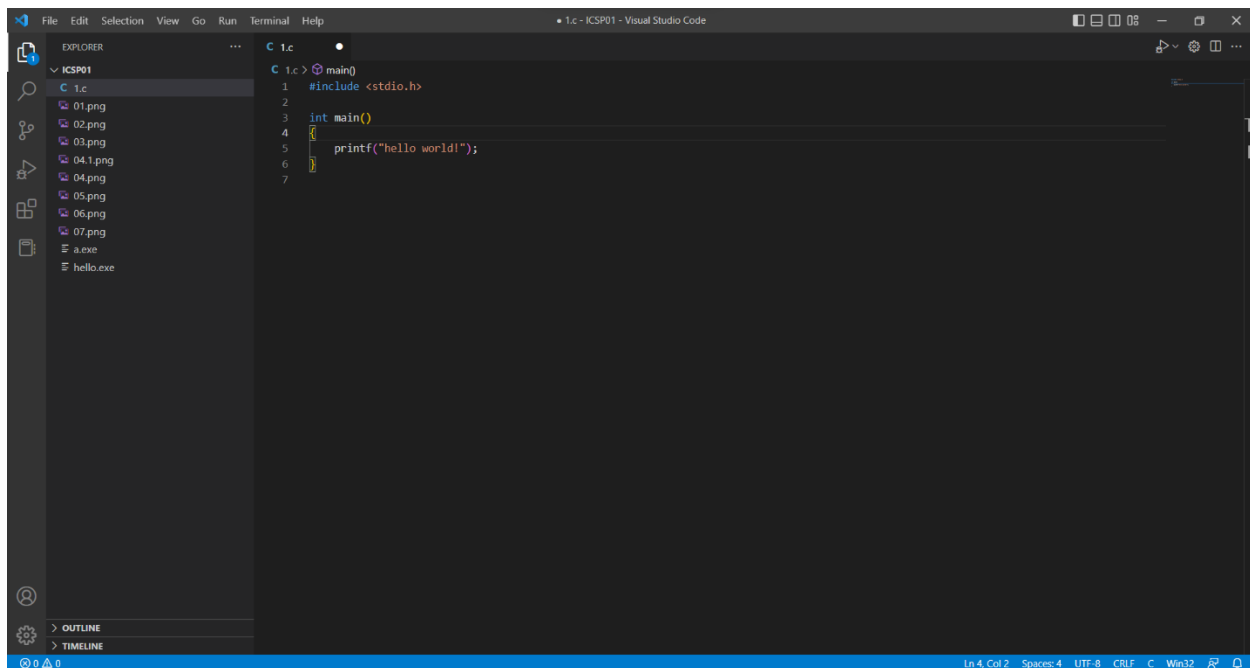 File Edit Selection View Go Run Terminal Help
● 1.c - ICSP01 - Visual Studio Code
EXPLORER
ICSP01
C 1.c
01.png
02.png
03.png
04.1.png
04.png
05.png
06.png
07.png
a.exe
hello.exe
OUTLINE
TIMELINE
C 1.c
C 1.c > main()
1 #include <stdio.h>
2
3 int main()
4 {
5 printf("hello world!");
6 }
7
1
0 0
Ln 4, Col 2 Spaces: 4 UTF-8 CRLF C Win32